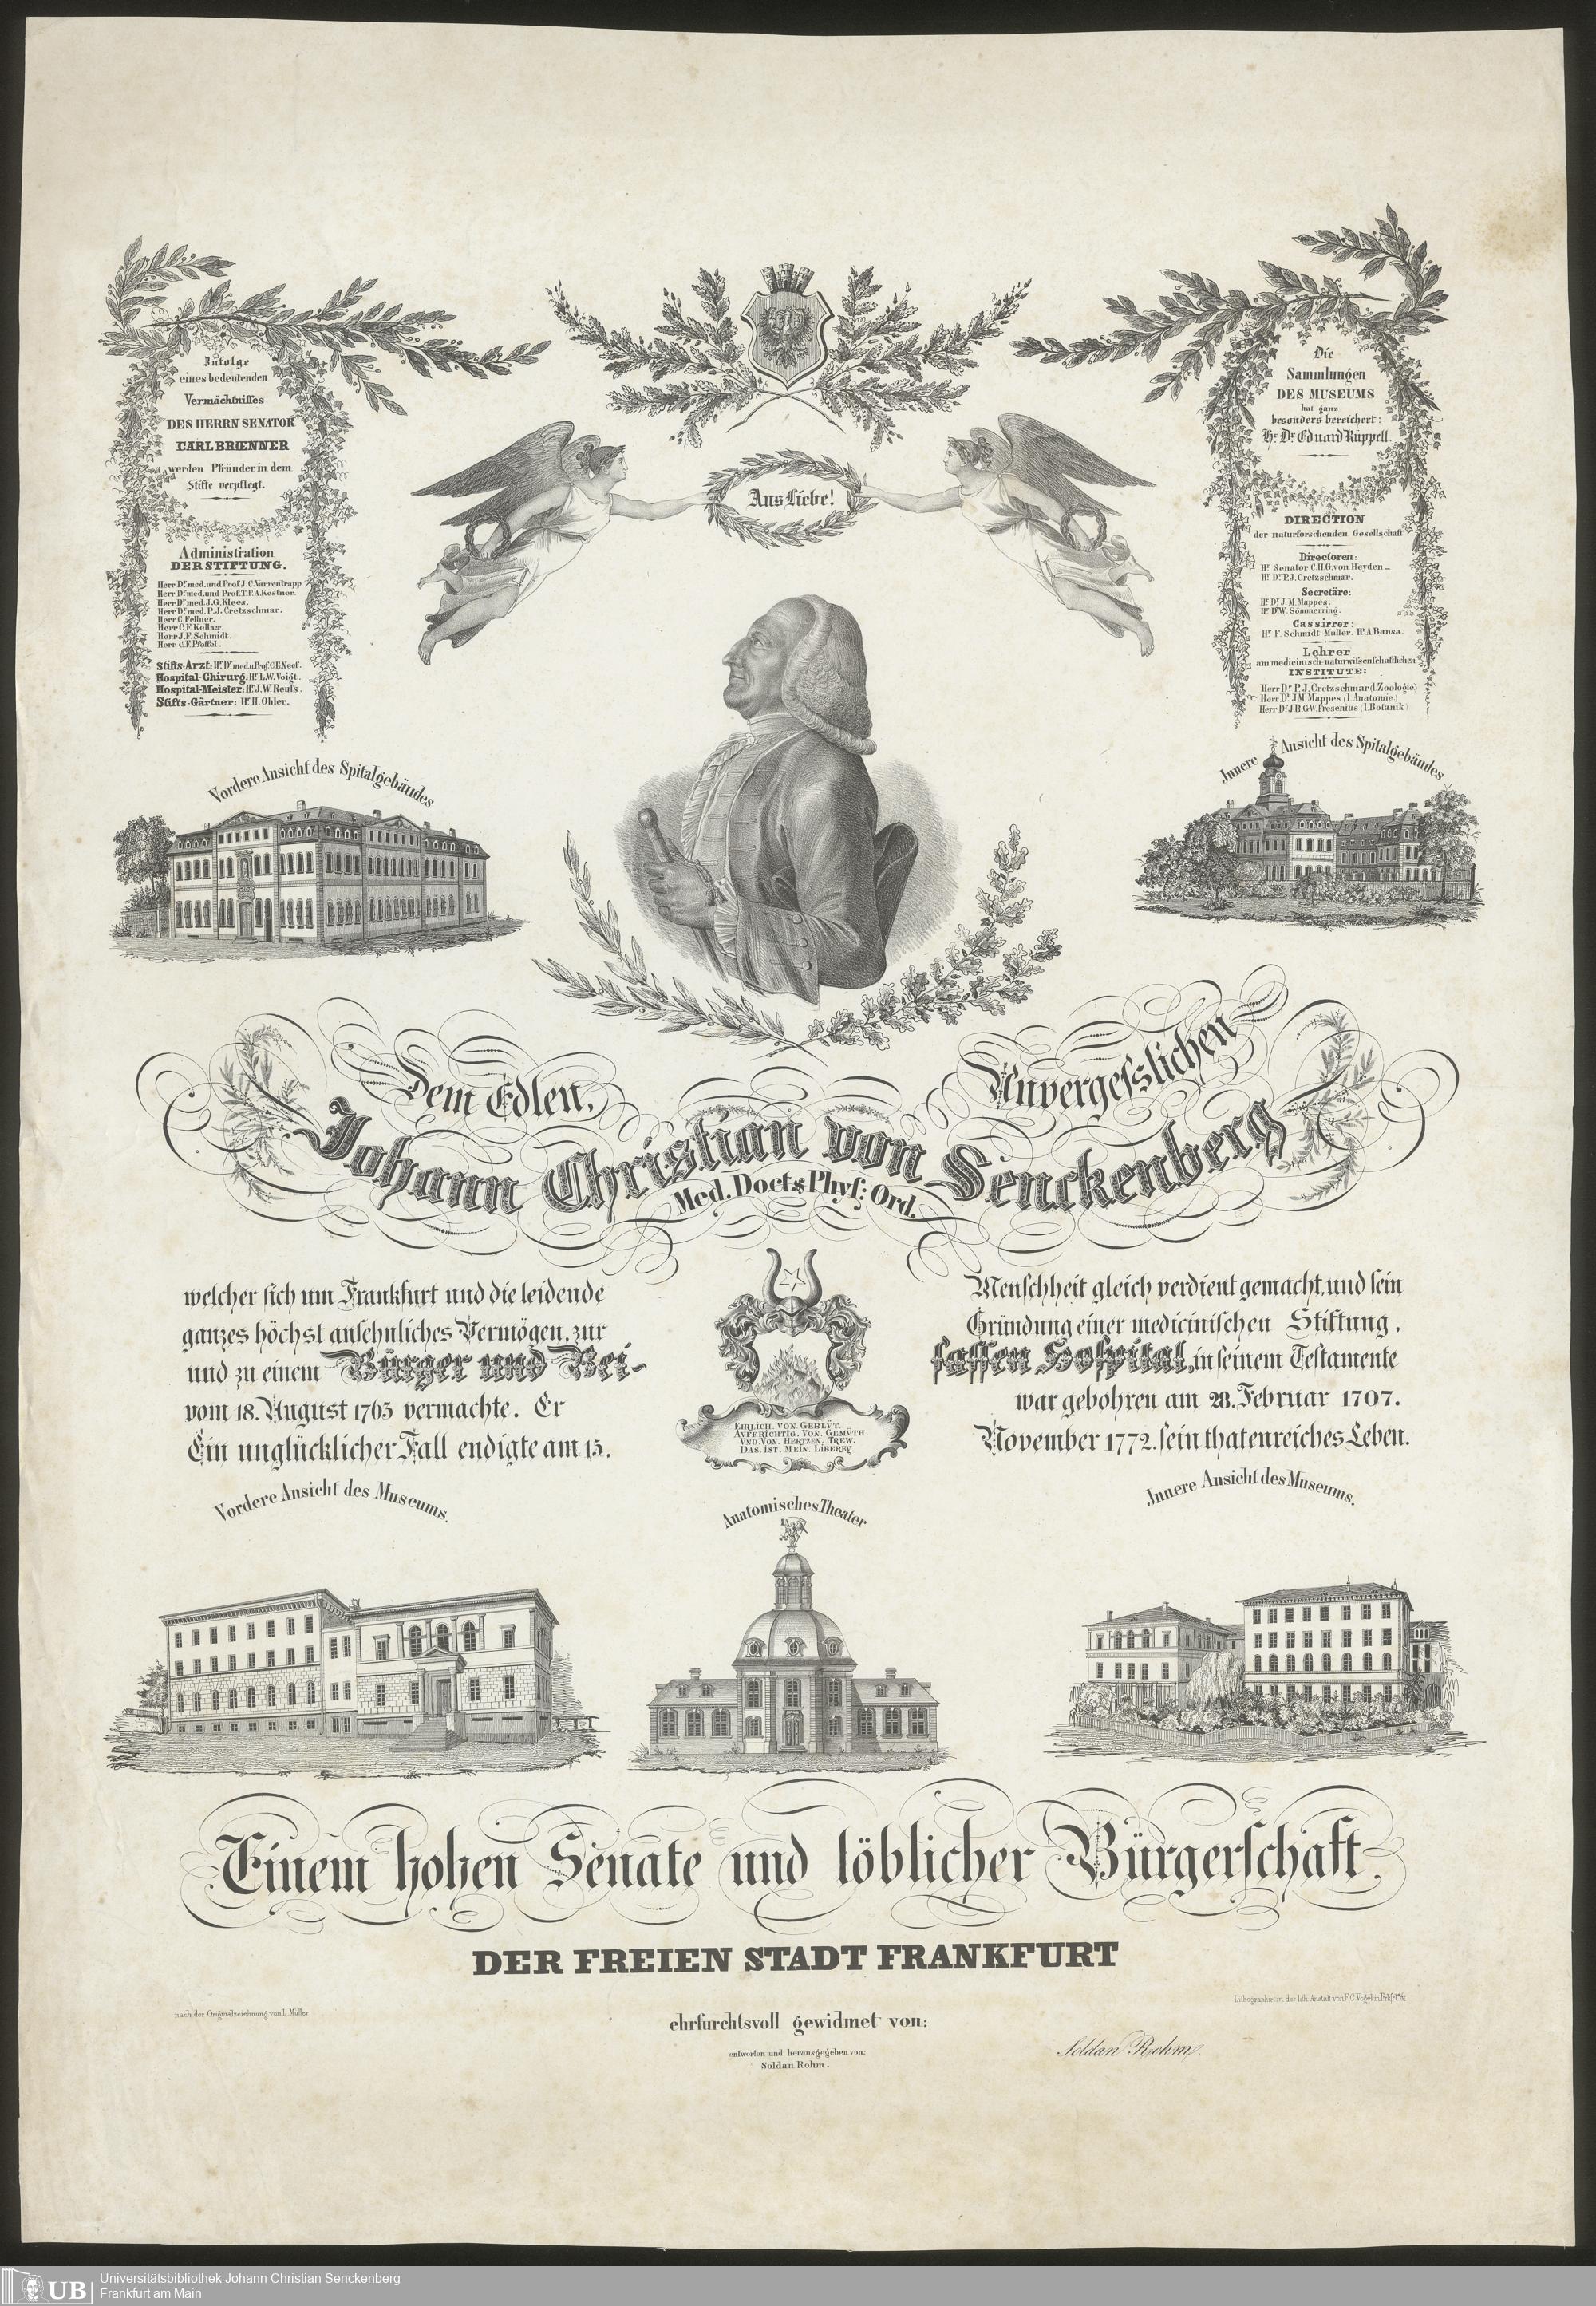 Zufolge
eines bedeutenden
Vermächtnisses
DES HERRN SENATOR
CARL BRŒNNER
werden Pfründer in dem
Stifte verpflegt.
Administration
DER STIFTUNG.
Herr Dr. med. und Prof. J. C. Varrentrapp
Herr Dr. med. und Prof. T. F. A. Kestner.
Herr Dr. med. J. G. Klees.
Herr Dr. med. P. J. Cretzschmar.
Herr C. Fellner.
Herr C. F. Kellner
Herr J. F. Schmidt.
Herr C. F. Pfeffel.
Stifts-Arzt: Hr. Dr. med. u. Prof. C. E. Neef.
Hospital-Chirurg: Hr. L. W. Voigt.
Hospital-Meister: Hr. J. W. Reuſs.
Stifts-Gärtner: Hr. H. Ohler.
Aus Liebe!
Die
Sammlungen
DES MUSEUMS
hat ganz
besonders bereichert:
Hr. Dr. Eduard Rüppell.
DIRECTION
der naturforschenden Gesellschaft
Directoren:
Hr. Senator C. H. G. von Heyden
Hr. Dr. P. J. Cretzschmar.
Secretäre:
Hr. Dr. J. M. Mappes.
Hr. Dr. W. Sömmerring.
Cassirer:
Hr. F. Schmidt-Müller. Hr. A. Bansa.
Lehrer
am medicinisch-naturwiſsenſchaftlichen
INSTITUTE:
Herr Dr. P. J. Cretzschmar (d. Zoologie)
Herr Dr. J. M. Mappes (f. Anatomie.)
Herr Dr. J. B. G. W. Fresenius (f. Botanik)
Vordere Ansicht des Spitalgebäudes
Innere Ansicht des Spitalgebäudes
Dem Edlen, Unvergeſslichen
Johann Christian von Senckenberg
Med. Doct. & Phyſ: Ord.
welcher ſich um Frankfurt und die leidende Menſchheit gleich verdient gemacht, und ſein
ganzes höchst anſehnliches Vermögen, zur Gründung einer medicinischen Stiftung,
und zu einem Bürger und Bei- ſaſſen Hoſpital, in ſeinem Teſtamente
vom 18. August 1763 vermachte. Er war gebohren am 28. Februar 1707.
Ein unglücklicher Fall endigte am 15. November 1772. ſein thatenreiches Leben.
EHRLICH. VON. GEBLÜT.
AVFFRICHTIG. VON. GEMÜTH.
VND. VON. HERTZEN, TREW.
DAS. IST. MEIN. LIBEREY.
Vordere Ansicht des Museums.
Anatomisches Theater
Innere Ansicht des Museums.
Einem hohen Senate und löblicher Bürgerſchaft,
DER FREIEN STADT FRANKFURT
nach der Originalzeichnung von L. Müller.
Lithographirt in der lith. Anstalt von F. C. Vogel in Frkfrt a/M.
ehrfurchtsvoll gewidmet von:
entworfen und herausgegeben von:
Soldan Rohm.
Soldan Rohm.
UB
Universitätsbibliothek Johann Christian Senckenberg
Frankfurt am Main